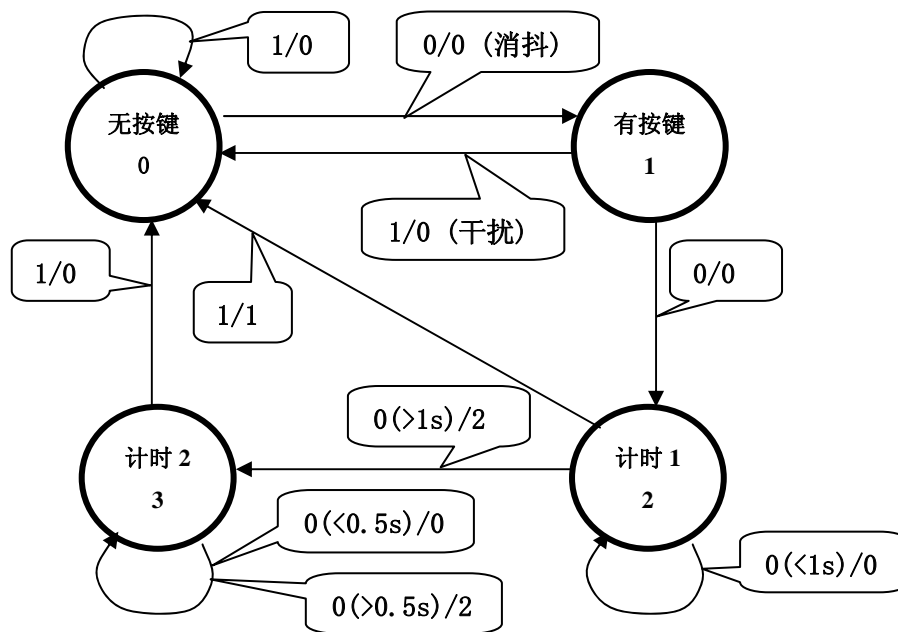 1/0
0/0 (消抖)
无按键
0
有按键
1
1/0 (干扰)
1/0
1/1
0/0
0(>1s)/2
计时 2
3
计时 1
2
0(<0.5s)/0
0(>0.5s)/2
0(<1s)/0